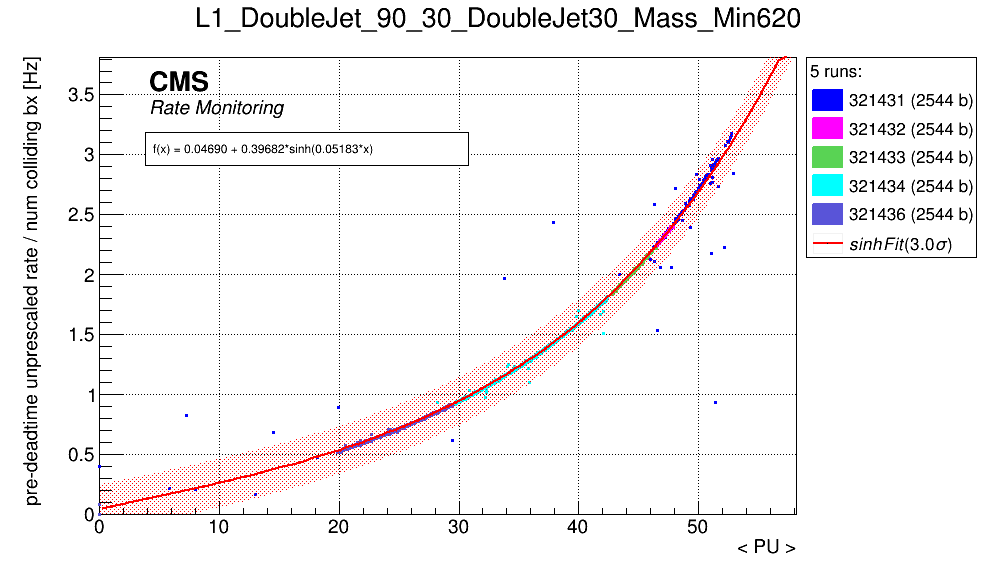 L1_DoubleJet_90_30_DoubleJet30_Mass_Min620
pre-deadtime unprescaled rate / num colliding bx [Hz]
CMS
Rate Monitoring
f(x) = 0.04690 + 0.39682*sinh(0.05183*x)
3.5
3
2.5
2
1.5
1
0.5
0
0 10 20 30 40 50
< PU >
5 runs:
321431 (2544 b)
321432 (2544 b)
321433 (2544 b)
321434 (2544 b)
321436 (2544 b)
sinhFit(3.0σ)